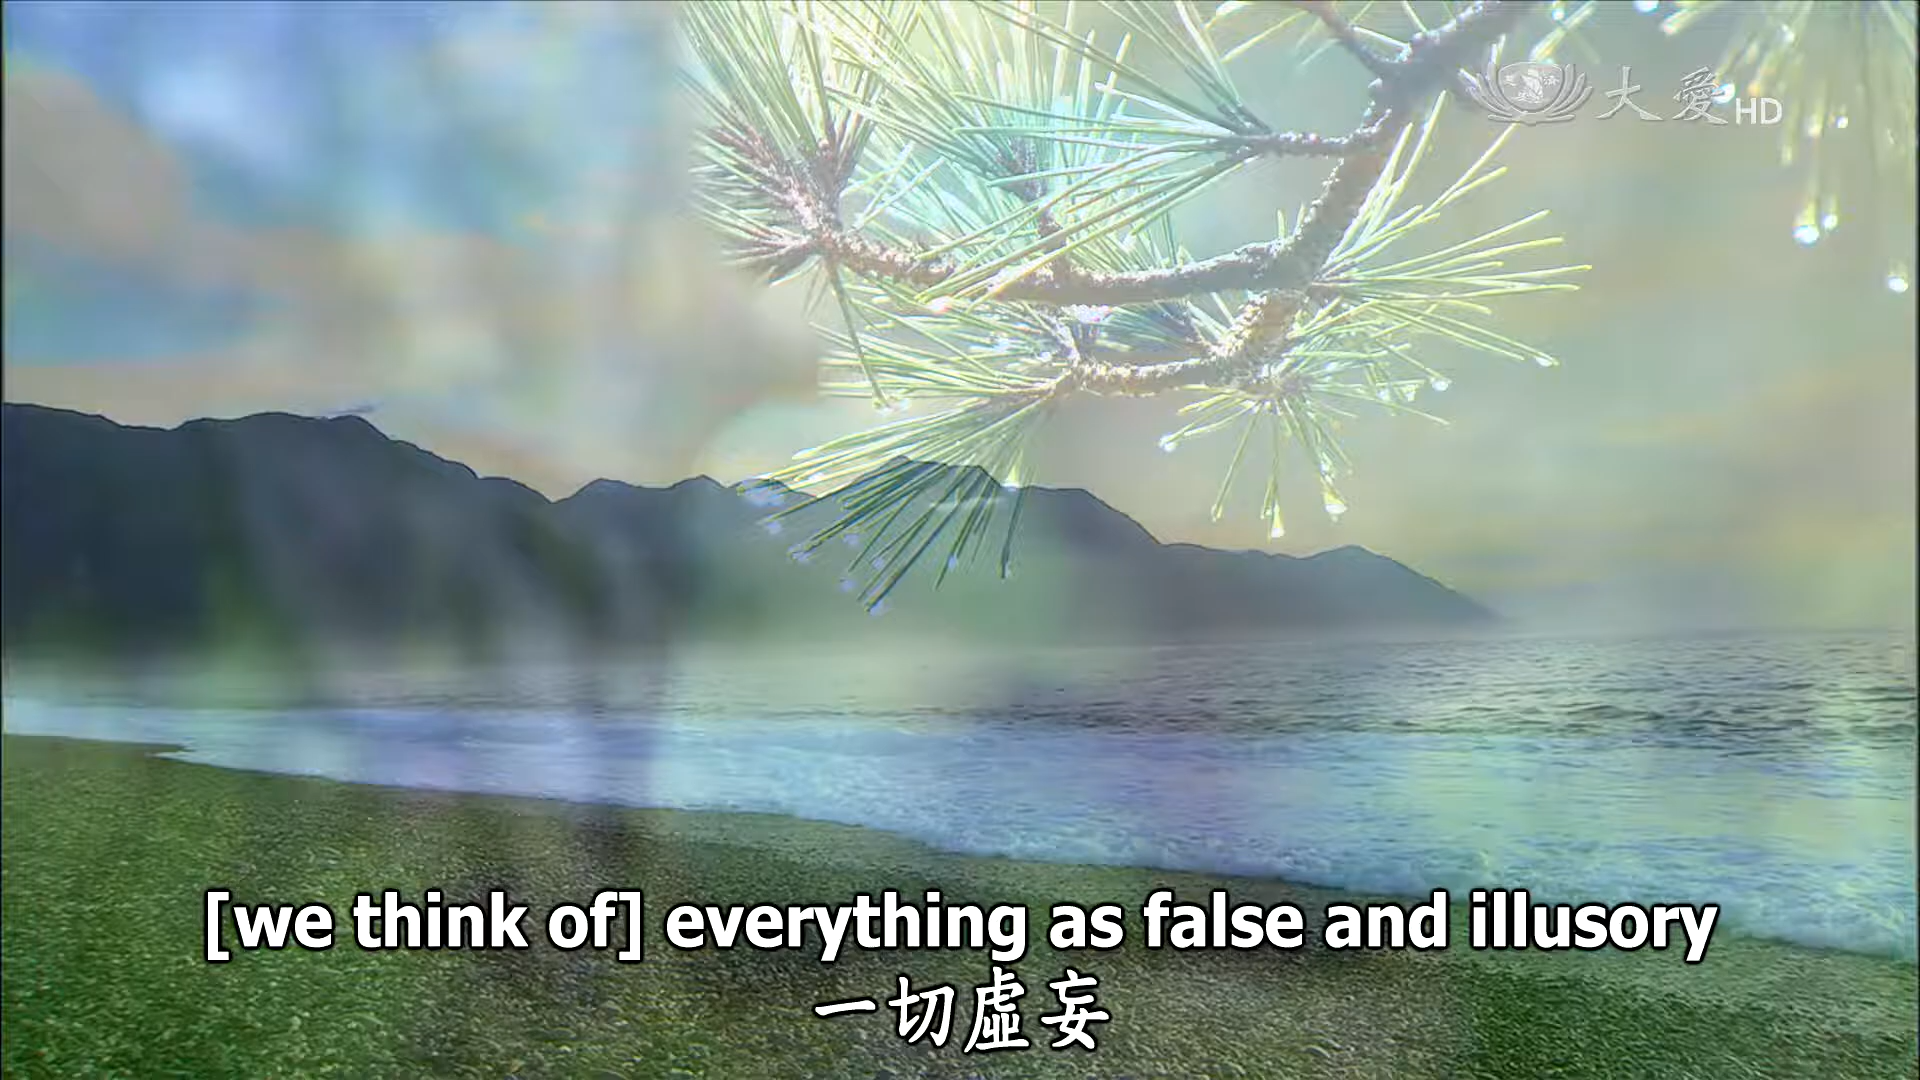 大愛HD
[we think of] everything as false and illusory
一切虛妄